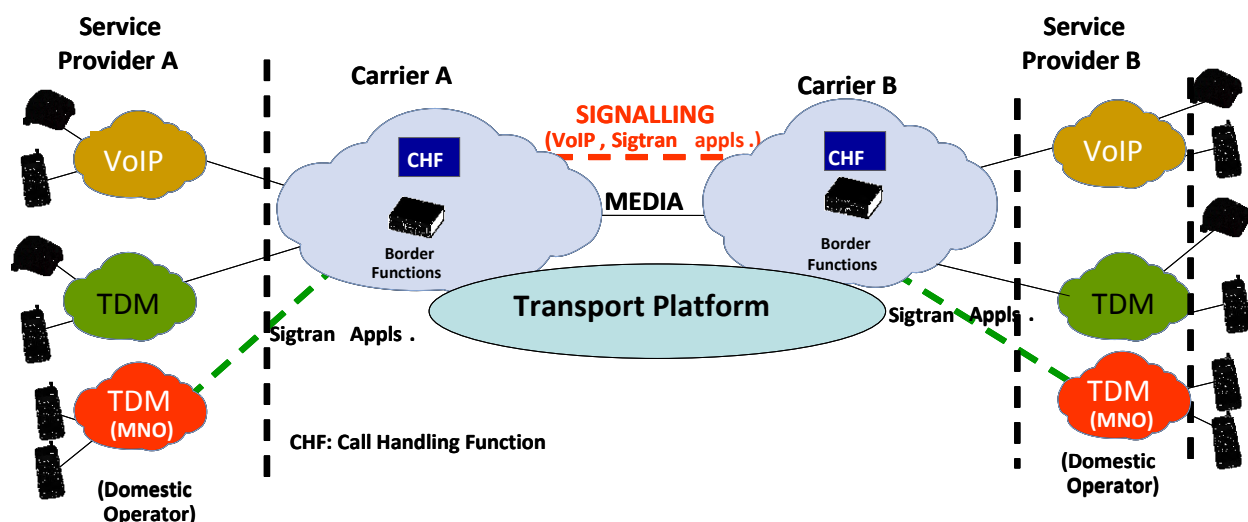 Service
Provider A
Carrier A
SIGNALLING
(VoIP , Sigtran appls .)
Carrier B
Service
Provider B
VoIP
CHF
CHF
VoIP
MEDIA
Border
Functions
Border
Functions
TDM
Transport Platform
TDM
Sigtran Appls .
Sigtran Appls .
TDM
(MNO)
TDM
(MNO)
CHF: Call Handling Function
(Domestic
Operator)
(Domestic
Operator)